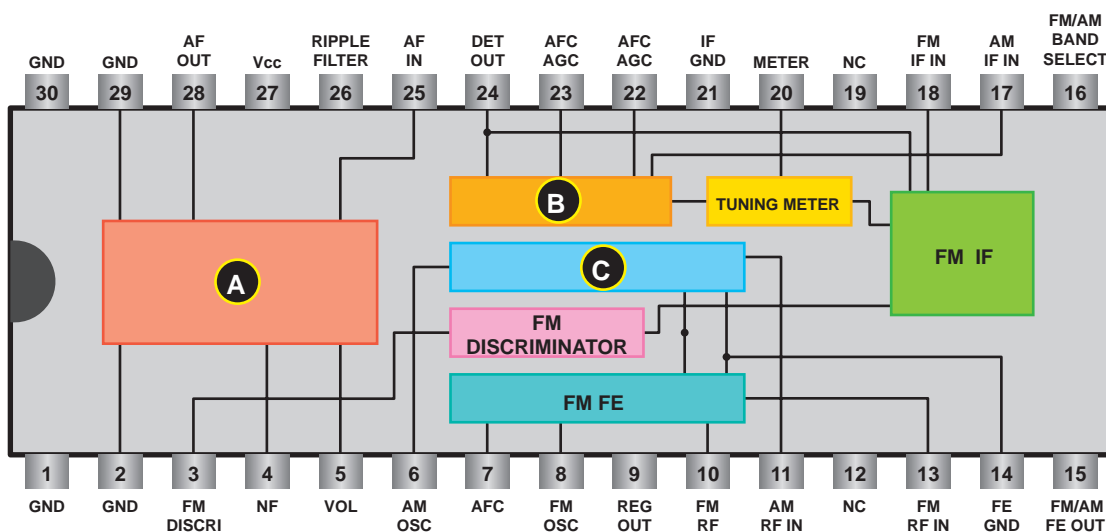 FM/AM
AF RIPPLE AF DET AFC AFC IF FM AM BAND
GND GND OUT Vcc FILTER IN OUT AGC AGC GND METER NC IF IN IF IN SELECT
30 29 28 27 26 25 24 23 22 21 20 19 18 17 16
B
TUNING METER
C
FM IF
A
FM
DISCRIMINATOR
FM FE
1 2 3 4 5 6 7 8 9 10 11 12 13 14 15
GND GND FM NF VOL AM AFC FM REG FM AM NC FM FE FM/AM
DISCRI OSC OSC OUT RF RF IN RF IN GND FE OUT